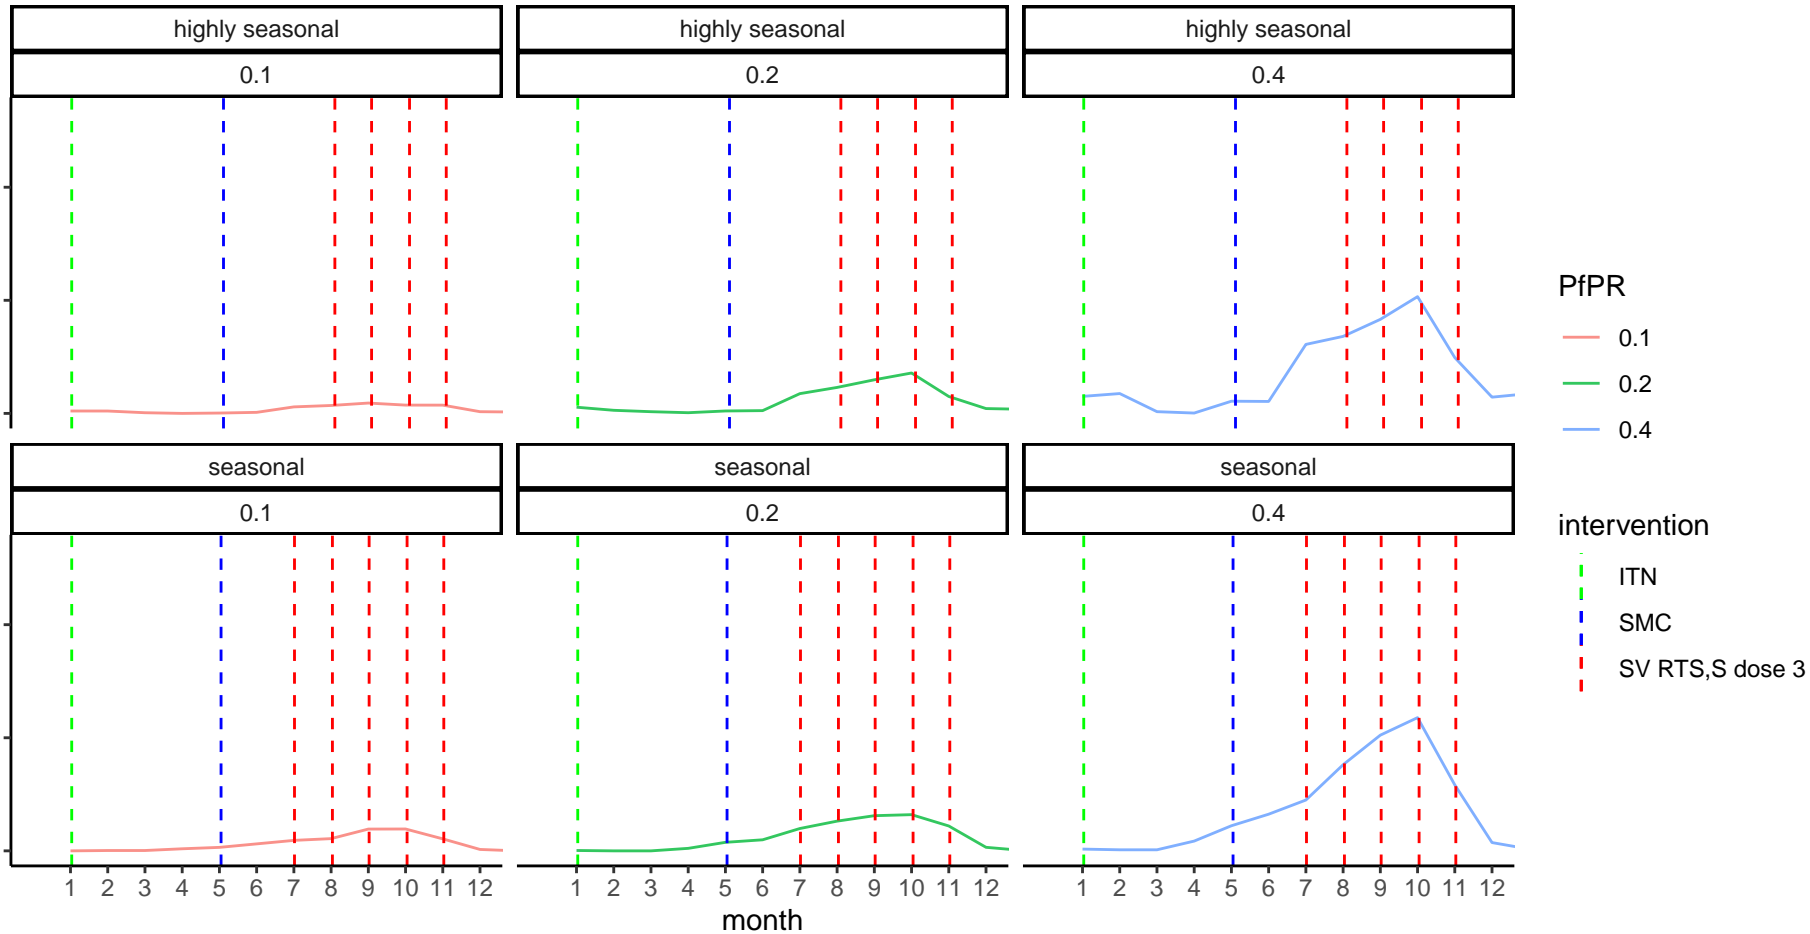 highly seasonal highly seasonal highly seasonal
0.1 0.2 0.4
PfPR
0.1
0.2
0.4
seasonal seasonal seasonal
0.1 0.2 0.4
intervention
ITN
SMC
SV RTS,S dose 3
1 2 3 4 5 6 7 8 9 10 11 12 1 2 3 4 5 6 7 8 9 10 11 12 1 2 3 4 5 6 7 8 9 10 11 12
month